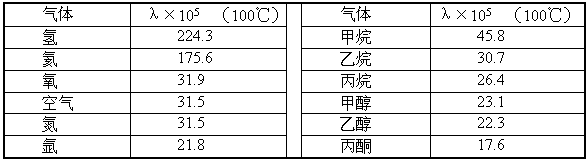 气体 λ×10⁵ (100℃) 气体 λ×10⁵ (100℃)
氢 224.3 甲烷 45.8
氦 175.6 乙烷 30.7
氧 31.9 丙烷 26.4
空气 31.5 甲醇 23.1
氮 31.5 乙醇 22.3
氩 21.8 丙酮 17.6